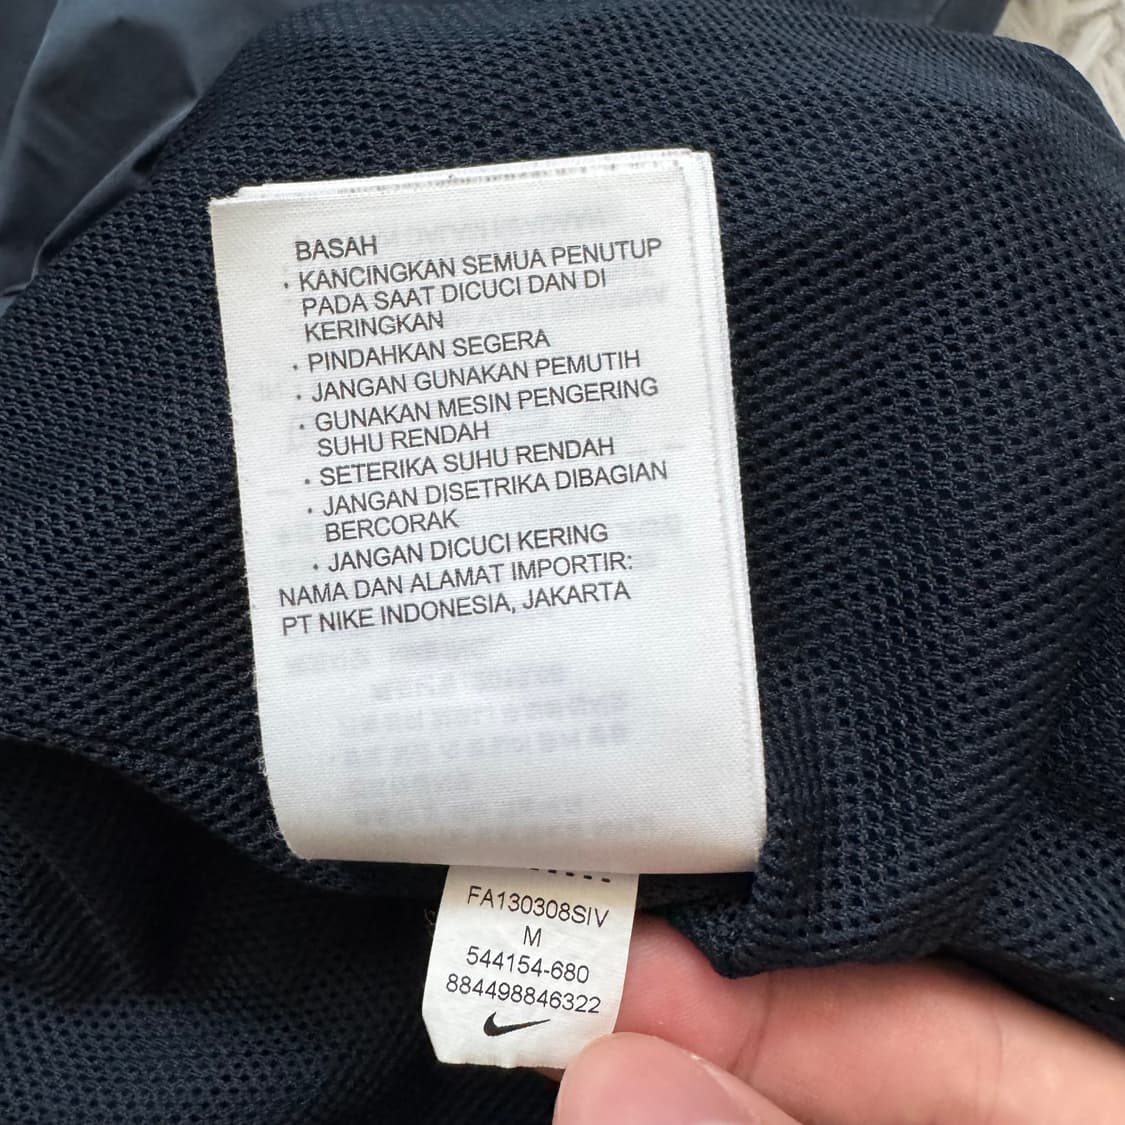 BASAH
. KANCINGKAN SEMUA PENUTUP
PADA SAAT DICUCI DAN DI
KERINGKAN
. PINDAHKAN SEGERA
. JANGAN GUNAKAN PEMUTIH
. GUNAKAN MESIN PENGERING
SUHU RENDAH
. SETERIKA SUHU RENDAH
. JANGAN DISETRIKA DIBAGIAN
BERCORAK
. JANGAN DICUCI KERING
NAMA DAN ALAMAT IMPORTIR:
PT NIKE INDONESIA, JAKARTA
FA130308SIV
M
544154-680
884498846322